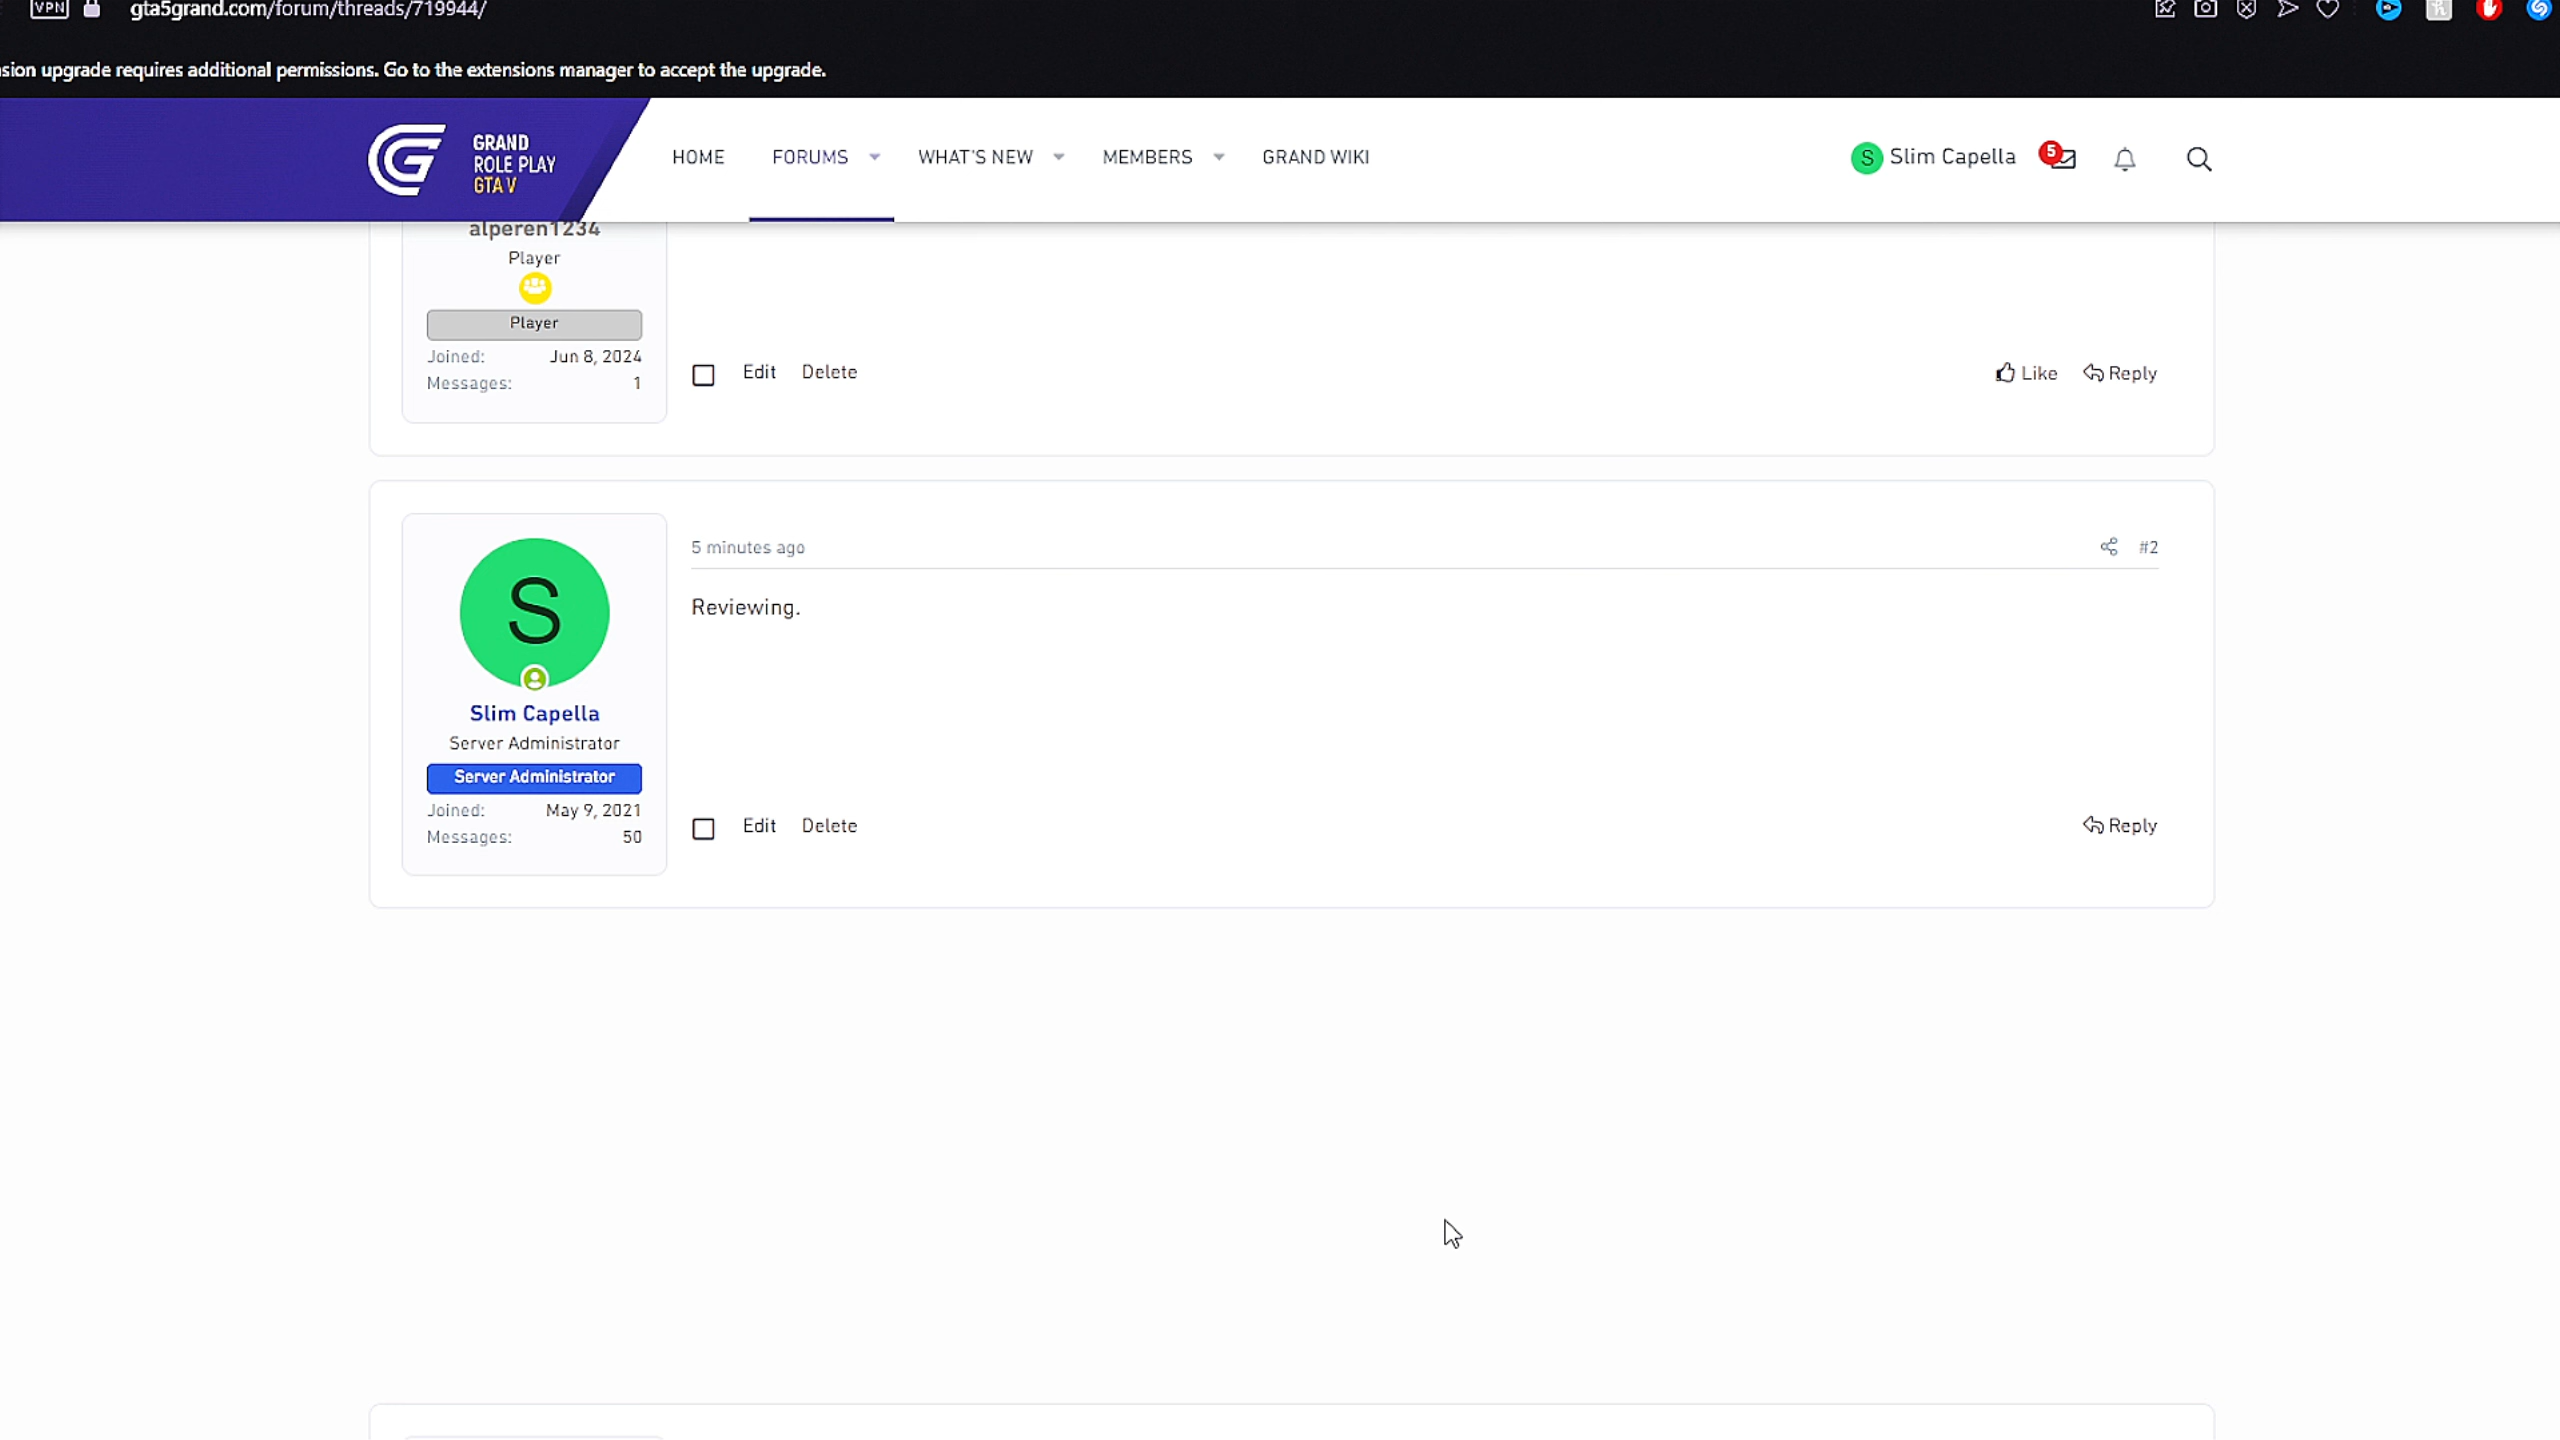 VPN gta5grand.com/forum/threads/719944/
sion upgrade requires additional permissions. Go to the extensions manager to accept the upgrade.
GRAND
ROLE PLAY
GTA V
HOME FORUMS WHAT'S NEW MEMBERS GRAND WIKI S Slim Capella 5
alperen1234
Player
Player
Joined: Jun 8, 2024
Messages: 1
Edit Delete Like Reply
5 minutes ago #2
Reviewing.
S
Slim Capella
Server Administrator
Server Administrator
Joined: May 9, 2021
Messages: 50
Edit Delete Reply